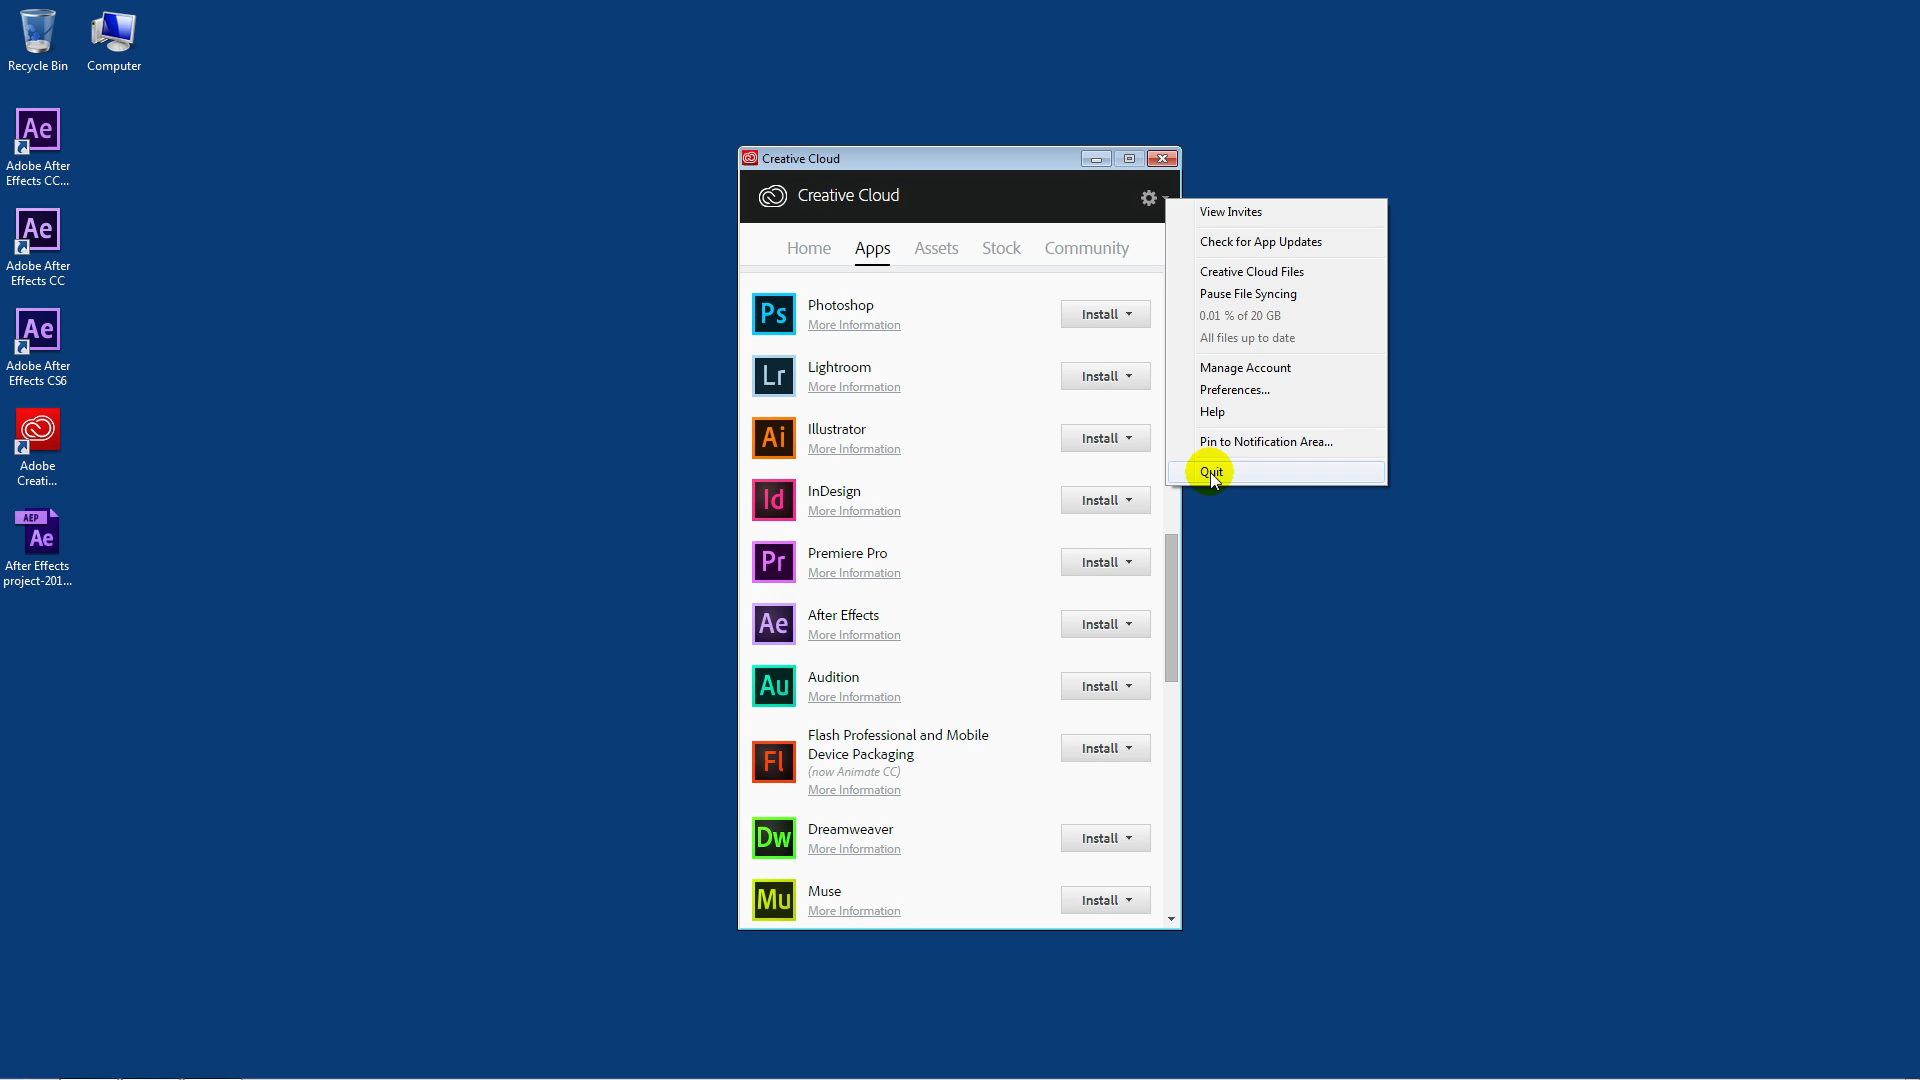 Recycle Bin
Computer
Ae
Adobe After
Effects CC...
Ae
Adobe After
Effects CC
Ae
Adobe After
Effects CS6
Adobe
Creati...
AEP
Ae
After Effects
project-201...
Creative Cloud
Creative Cloud
Home Apps Assets Stock Community
Ps
Photoshop
More Information
Install
Lr
Lightroom
More Information
Install
Ai
Illustrator
More Information
Install
Id
InDesign
More Information
Install
Pr
Premiere Pro
More Information
Install
Ae
After Effects
More Information
Install
Au
Audition
More Information
Install
Fl
Flash Professional and Mobile
Device Packaging
(now Animate CC)
More Information
Install
Dw
Dreamweaver
More Information
Install
Mu
Muse
More Information
Install
View Invites
Check for App Updates
Creative Cloud Files
Pause File Syncing
0.01 % of 20 GB
All files up to date
Manage Account
Preferences...
Help
Pin to Notification Area...
Quit